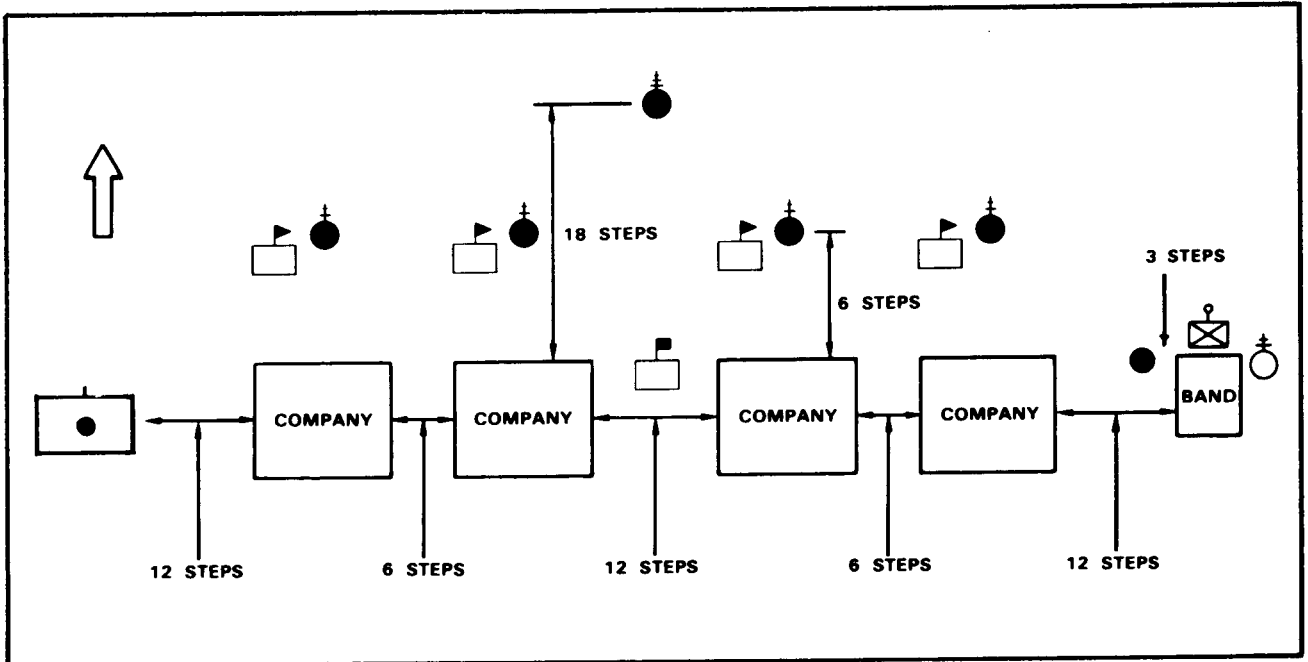 18 STEPS
3 STEPS
6 STEPS
COMPANY
COMPANY
COMPANY
COMPANY
BAND
12 STEPS
6 STEPS
12 STEPS
6 STEPS
12 STEPS